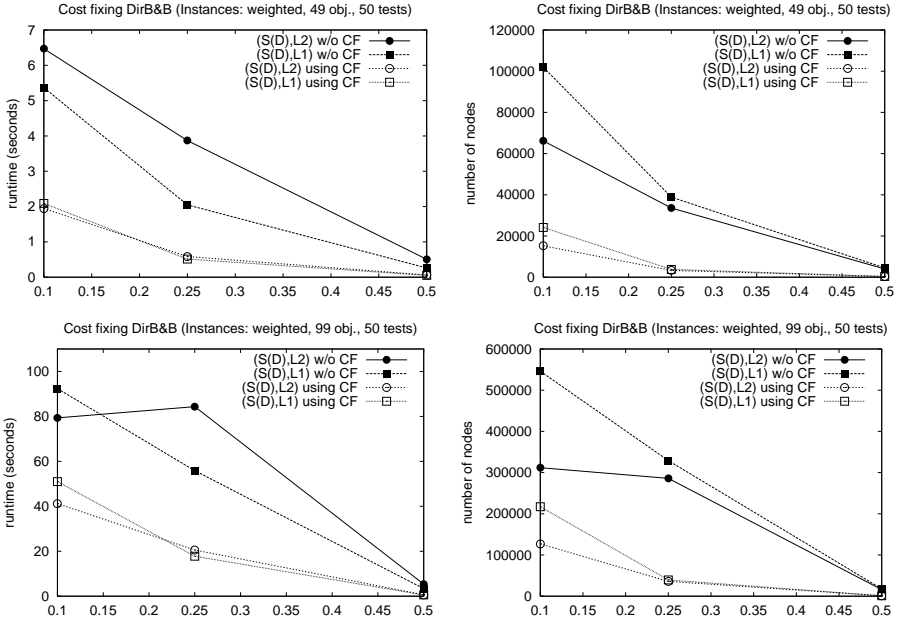 Cost fixing DirB&B (Instances: weighted, 49 obj., 50 tests)
runtime (seconds)
7
6
5
4
3
2
1
0
0.1 0.15 0.2 0.25 0.3 0.35 0.4 0.45 0.5
(S(D),L2) w/o CF
(S(D),L1) w/o CF
(S(D),L2) using CF
(S(D),L1) using CF
Cost fixing DirB&B (Instances: weighted, 49 obj., 50 tests)
number of nodes
120000
100000
80000
60000
40000
20000
0
0.1 0.15 0.2 0.25 0.3 0.35 0.4 0.45 0.5
(S(D),L2) w/o CF
(S(D),L1) w/o CF
(S(D),L2) using CF
(S(D),L1) using CF
Cost fixing DirB&B (Instances: weighted, 99 obj., 50 tests)
runtime (seconds)
100
80
60
40
20
0
0.1 0.15 0.2 0.25 0.3 0.35 0.4 0.45 0.5
(S(D),L2) w/o CF
(S(D),L1) w/o CF
(S(D),L2) using CF
(S(D),L1) using CF
Cost fixing DirB&B (Instances: weighted, 99 obj., 50 tests)
number of nodes
600000
500000
400000
300000
200000
100000
0
0.1 0.15 0.2 0.25 0.3 0.35 0.4 0.45 0.5
(S(D),L2) w/o CF
(S(D),L1) w/o CF
(S(D),L2) using CF
(S(D),L1) using CF